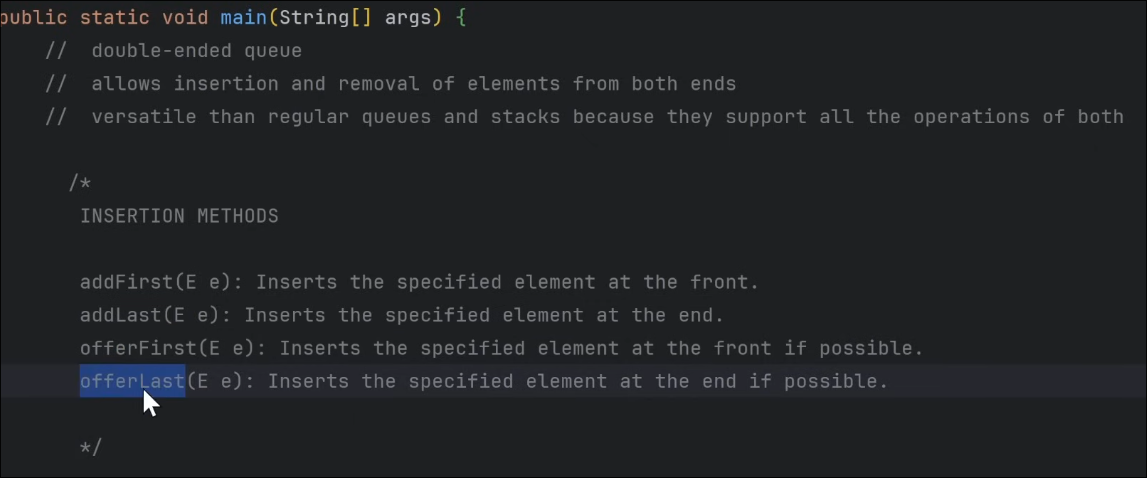 public static void main(String[] args) {
//  double-ended queue
//  allows insertion and removal of elements from both ends
//  versatile than regular queues and stacks because they support all the operations of both
/*
INSERTION METHODS
addFirst(E e): Inserts the specified element at the front.
addLast(E e): Inserts the specified element at the end.
offerFirst(E e): Inserts the specified element at the front if possible.
offerLast(E e): Inserts the specified element at the end if possible.
*/